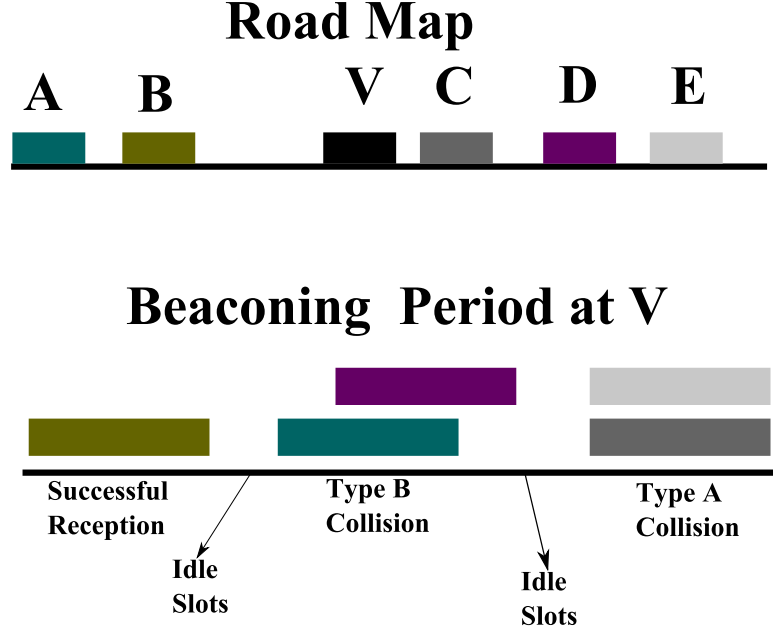 Road Map
A B V C D E
Beaconing Period at V
Successful
Reception
Type B
Collision
Type A
Collision
Idle
Slots
Idle
Slots